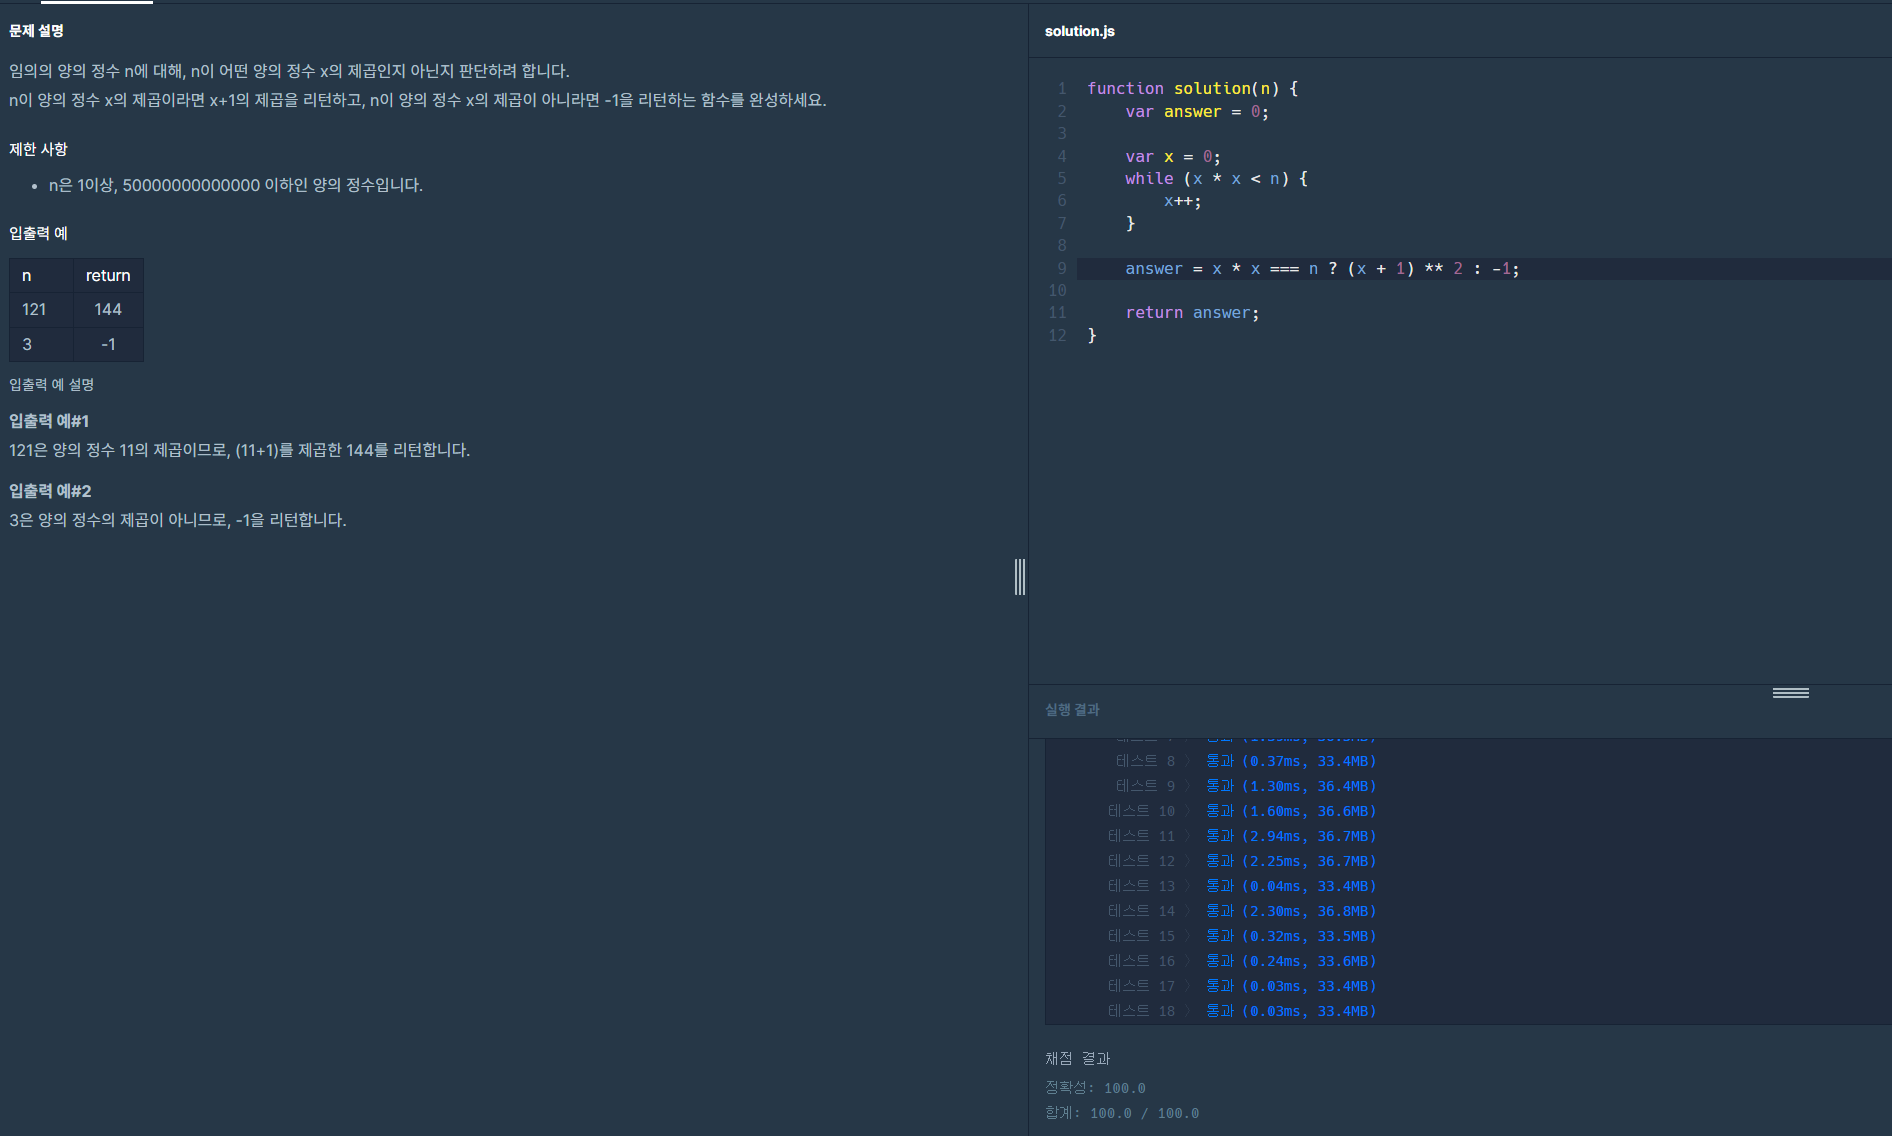 문제 설명
임의의 양의 정수 n에 대해, n이 어떤 양의 정수 x의 제곱인지 아닌지 판단하려 합니다.
n이 양의 정수 x의 제곱이라면 x+1의 제곱을 리턴하고, n이 양의 정수 x의 제곱이 아니라면 -1을 리턴하는 함수를 완성하세요.
제한 사항
• n은 1이상, 50000000000000 이하인 양의 정수입니다.
입출력 예
n return
121 144
3 -1
입출력 예 설명
입출력 예#1
121은 양의 정수 11의 제곱이므로, (11+1)를 제곱한 144를 리턴합니다.
입출력 예#2
3은 양의 정수의 제곱이 아니므로, -1을 리턴합니다.
solution.js
1 function solution(n) {
2     var answer = 0;
3
4     var x = 0;
5     while (x * x < n) {
6         x++;
7     }
8
9     answer = x * x === n ? (x + 1) ** 2 : -1;
10
11     return answer;
12 }
실행 결과
테스트 8 〉 통과 (0.37ms, 33.4MB)
테스트 9 〉 통과 (1.30ms, 36.4MB)
테스트 10 〉 통과 (1.60ms, 36.6MB)
테스트 11 〉 통과 (2.94ms, 36.7MB)
테스트 12 〉 통과 (2.25ms, 36.7MB)
테스트 13 〉 통과 (0.04ms, 33.4MB)
테스트 14 〉 통과 (2.30ms, 36.8MB)
테스트 15 〉 통과 (0.32ms, 33.5MB)
테스트 16 〉 통과 (0.24ms, 33.6MB)
테스트 17 〉 통과 (0.03ms, 33.4MB)
테스트 18 〉 통과 (0.03ms, 33.4MB)
채점 결과
정확성: 100.0
합계: 100.0 / 100.0